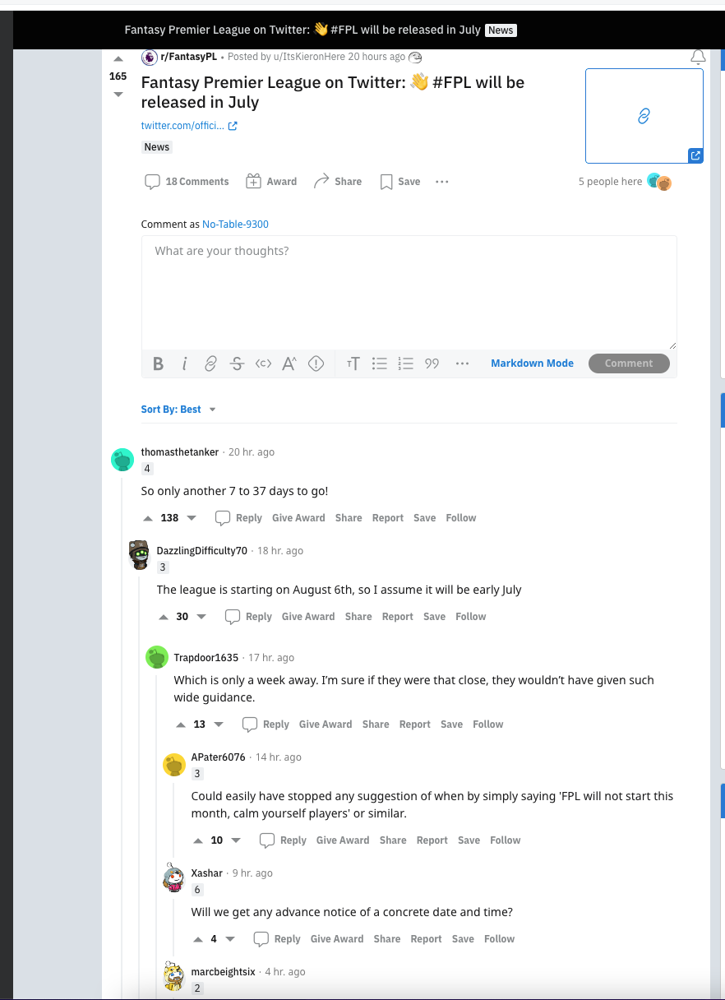 Fantasy Premier League on Twitter: 👋 #FPL will be released in July News
r/FantasyPL • Posted by u/ItsKieronHere 20 hours ago
165
Fantasy Premier League on Twitter: 👋 #FPL will be
released in July
twitter.com/offici...
News
18 Comments Award Share Save ...
5 people here
Comment as No-Table-9300
What are your thoughts?
B i A^ TT 99 ... Markdown Mode Comment
Sort By: Best
thomasthetanker · 20 hr. ago
4
So only another 7 to 37 days to go!
138 Reply Give Award Share Report Save Follow
DazzlingDifficulty70 · 18 hr. ago
3
The league is starting on August 6th, so I assume it will be early July
30 Reply Give Award Share Report Save Follow
Trapdoor1635 · 17 hr. ago
Which is only a week away. I’m sure if they were that close, they wouldn’t have given such
wide guidance.
13 Reply Give Award Share Report Save Follow
APater6076 · 14 hr. ago
3
Could easily have stopped any suggestion of when by simply saying 'FPL will not start this
month, calm yourself players' or similar.
10 Reply Give Award Share Report Save Follow
Xashar · 9 hr. ago
6
Will we get any advance notice of a concrete date and time?
4 Reply Give Award Share Report Save Follow
marcbeightsix · 4 hr. ago
2